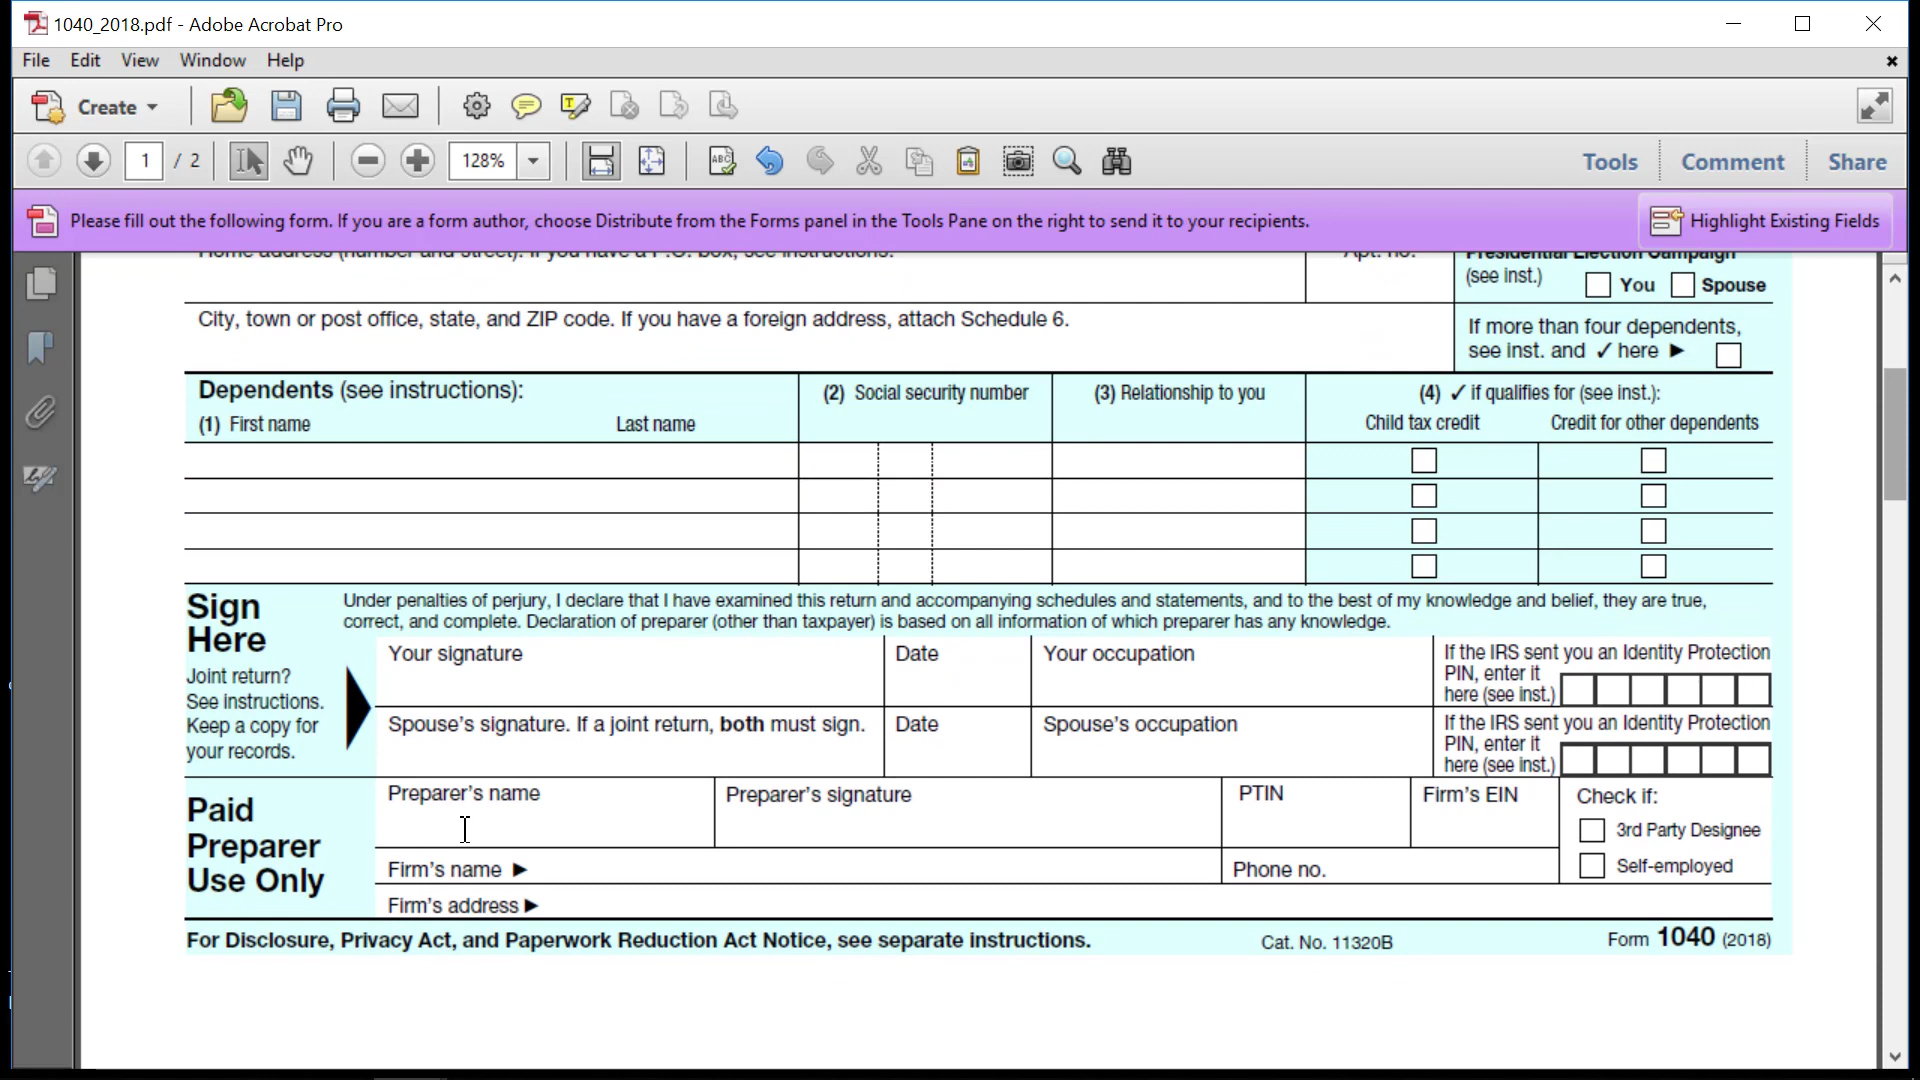 1040_2018.pdf - Adobe Acrobat Pro
File Edit View Window Help
Create
1 / 2 128% Tools Comment Share
Please fill out the following form. If you are a form author, choose Distribute from the Forms panel in the Tools Pane on the right to send it to your recipients. Highlight Existing Fields
Home address (number and street). If you have a P.O. box, see instructions. Apt. no. Presidential Election Campaign
(see inst.) You Spouse
City, town or post office, state, and ZIP code. If you have a foreign address, attach Schedule 6.
If more than four dependents,
see inst. and ✓ here ►
Dependents (see instructions):
(1) First name Last name
(2) Social security number
(3) Relationship to you
(4) ✓ if qualifies for (see inst.):
Child tax credit Credit for other dependents
Sign
Here
Joint return?
See instructions.
Keep a copy for
your records.
Under penalties of perjury, I declare that I have examined this return and accompanying schedules and statements, and to the best of my knowledge and belief, they are true,
correct, and complete. Declaration of preparer (other than taxpayer) is based on all information of which preparer has any knowledge.
Your signature
Date
Your occupation
If the IRS sent you an Identity Protection
PIN, enter it
here (see inst.)
Spouse's signature. If a joint return, both must sign.
Date
Spouse's occupation
If the IRS sent you an Identity Protection
PIN, enter it
here (see inst.)
Paid
Preparer
Use Only
Preparer's name
Preparer's signature
PTIN
Firm's EIN
Check if:
3rd Party Designee
Self-employed
Firm's name ►
Phone no.
Firm's address ►
For Disclosure, Privacy Act, and Paperwork Reduction Act Notice, see separate instructions. Cat. No. 11320B Form 1040 (2018)